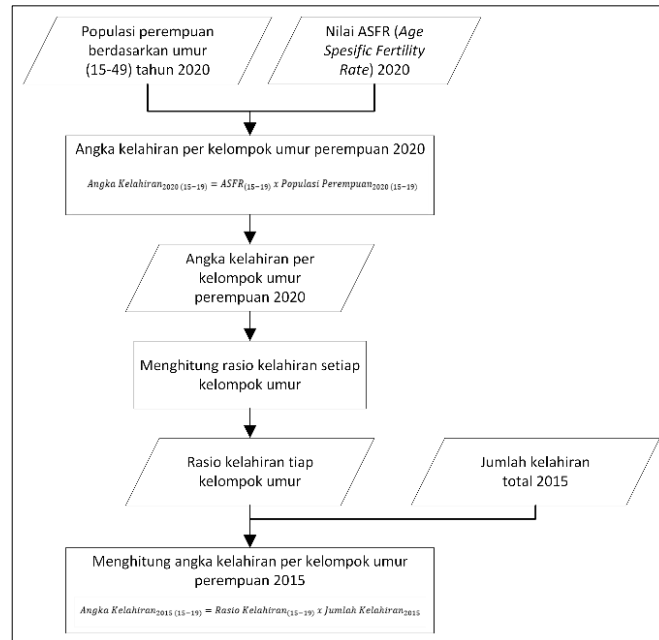 Populasi perempuan
berdasarkan umur
(15-49) tahun 2020
Nilai ASFR (Age
Spesific Fertility
Rate) 2020
Angka kelahiran per kelompok umur perempuan 2020
Angka Kelahiran2020 (15−19) = ASFR(15−19) x Populasi Perempuan2020 (15−19)
Angka kelahiran per
kelompok umur
perempuan 2020
Menghitung rasio kelahiran setiap
kelompok umur
Rasio kelahiran tiap
kelompok umur
Jumlah kelahiran
total 2015
Menghitung angka kelahiran per kelompok umur
perempuan 2015
Angka Kelahiran2015 (15−19) = Rasio Kelahiran(15−19) x Jumlah Kelahiran2015